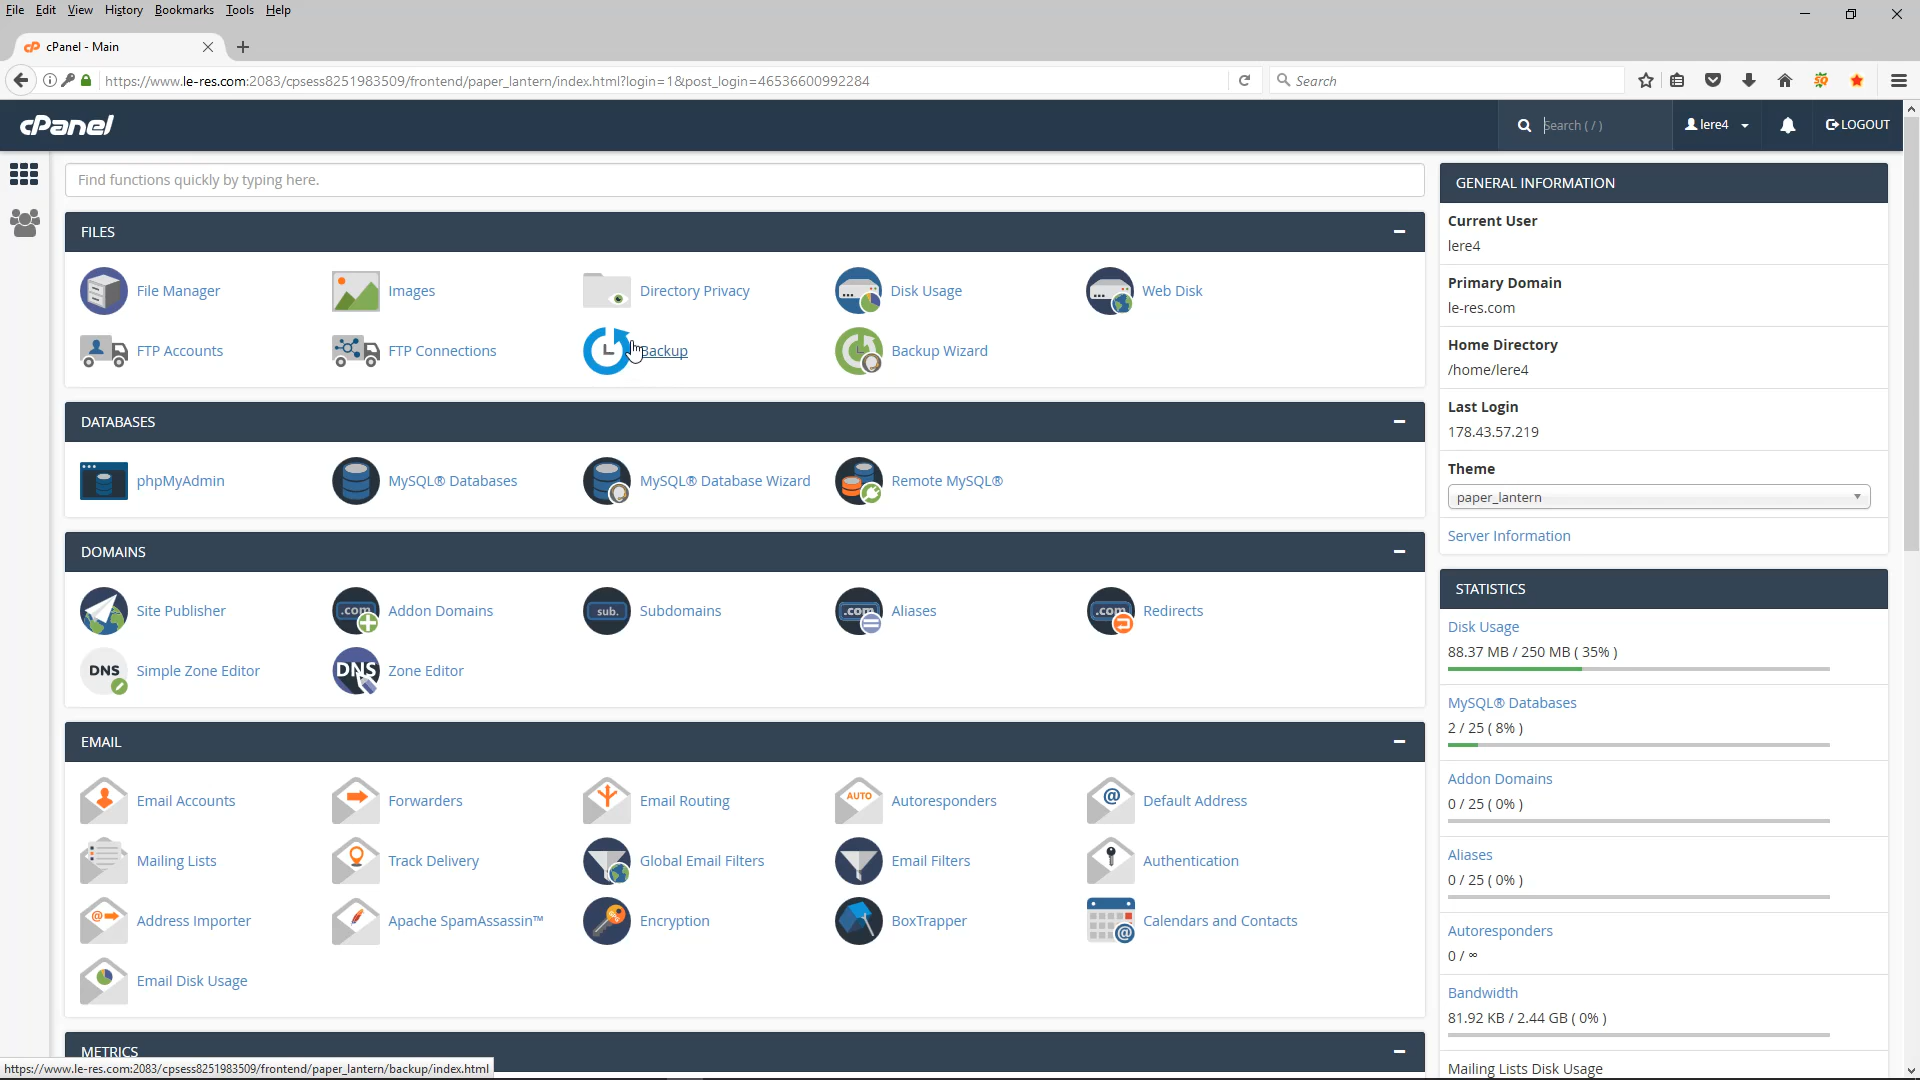 File Edit View History Bookmarks Tools Help
cPanel - Main
https://www.le-res.com:2083/cpsess8251983509/frontend/paper_lantern/index.html?login=1&post_login=46536600992284
Search
cPanel
Search ( / )
lere4
LOGOUT
Find functions quickly by typing here.
FILES
File Manager
Images
Directory Privacy
Disk Usage
Web Disk
FTP Accounts
FTP Connections
Backup
Backup Wizard
DATABASES
phpMyAdmin
MySQL® Databases
MySQL® Database Wizard
Remote MySQL®
DOMAINS
Site Publisher
.com
Addon Domains
sub.
Subdomains
.com
Aliases
.com
Redirects
DNS
Simple Zone Editor
DNS
Zone Editor
EMAIL
Email Accounts
Forwarders
Email Routing
AUTO
Autoresponders
@
Default Address
Mailing Lists
Track Delivery
Global Email Filters
Email Filters
Authentication
@
Address Importer
Apache SpamAssassin™
Encryption
BoxTrapper
@
Calendars and Contacts
Email Disk Usage
METRICS
https://www.le-res.com:2083/cpsess8251983509/frontend/paper_lantern/backup/index.html
GENERAL INFORMATION
Current User
lere4
Primary Domain
le-res.com
Home Directory
/home/lere4
Last Login
178.43.57.219
Theme
paper_lantern
Server Information
STATISTICS
Disk Usage
88.37 MB / 250 MB ( 35% )
MySQL® Databases
2 / 25 ( 8% )
Addon Domains
0 / 25 ( 0% )
Aliases
0 / 25 ( 0% )
Autoresponders
0 / ∞
Bandwidth
81.92 KB / 2.44 GB ( 0% )
Mailing Lists Disk Usage